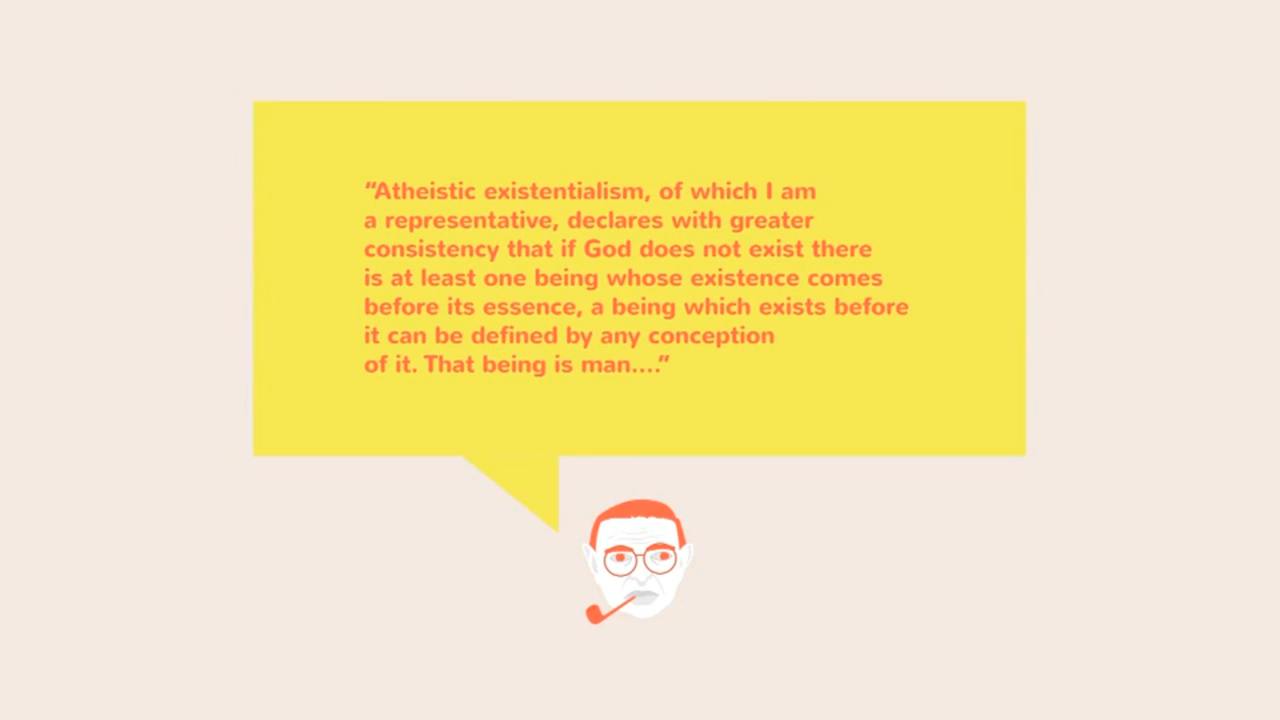 “Atheistic existentialism, of which I am
a representative, declares with greater
consistency that if God does not exist there
is at least one being whose existence comes
before its essence, a being which exists before
it can be defined by any conception
of it. That being is man....”